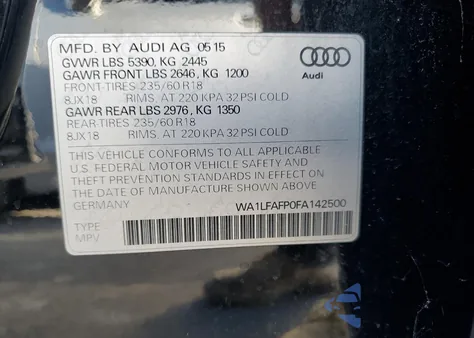 MFD. BY AUDI AG 05 15
GVWR LBS 5390, KG 2445
GAWR FRONT LBS 2646, KG 1200
FRONT-TIRES 235/60 R18
8JX18 RIMS, AT 220 KPA 32 PSI COLD
GAWR REAR LBS 2976, KG 1350
REAR TIRES 235/60 R18
8JX18 RIMS, AT 220 KPA 32 PSI COLD
Audi
THIS VEHICLE CONFORMS TO ALL APPLICABLE
U.S. FEDERAL MOTOR VEHICLE SAFETY AND
THEFT PREVENTION STANDARDS IN EFFECT ON THE
DATE OF MANUFACTURE SHOWN ABOVE.
GERMANY WA1LFAFP0FA142500
TYPE
MPV